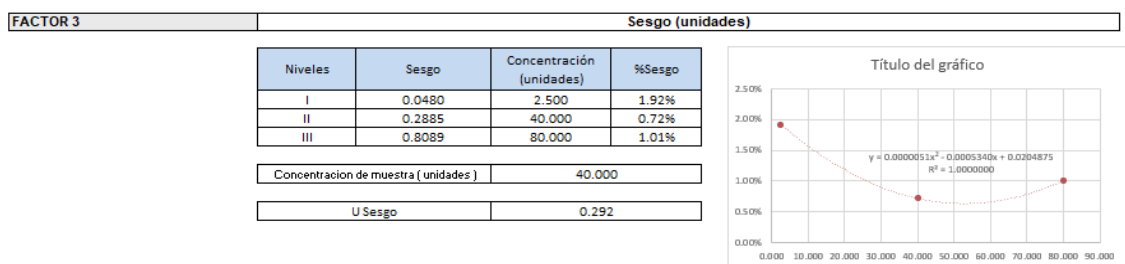 FACTOR 3 Sesgo (unidades)
Niveles Sesgo Concentración (unidades) %Sesgo
I 0.0480 2.500 1.92%
II 0.2885 40.000 0.72%
III 0.8089 80.000 1.01%
Concentracion de muestra ( unidades ) 40.000
U Sesgo 0.292
Título del gráfico
2.50%
2.00%
1.50%
1.00%
0.50%
0.00%
y = 0.0000051x² - 0.0005340x + 0.0204875
R² = 1.0000000
0.000 10.000 20.000 30.000 40.000 50.000 60.000 70.000 80.000 90.000